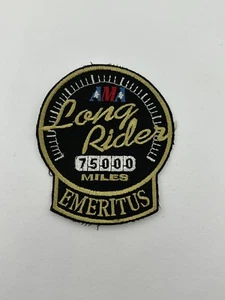 AMA
Long
Rider
75000
MILES
EMERITUS